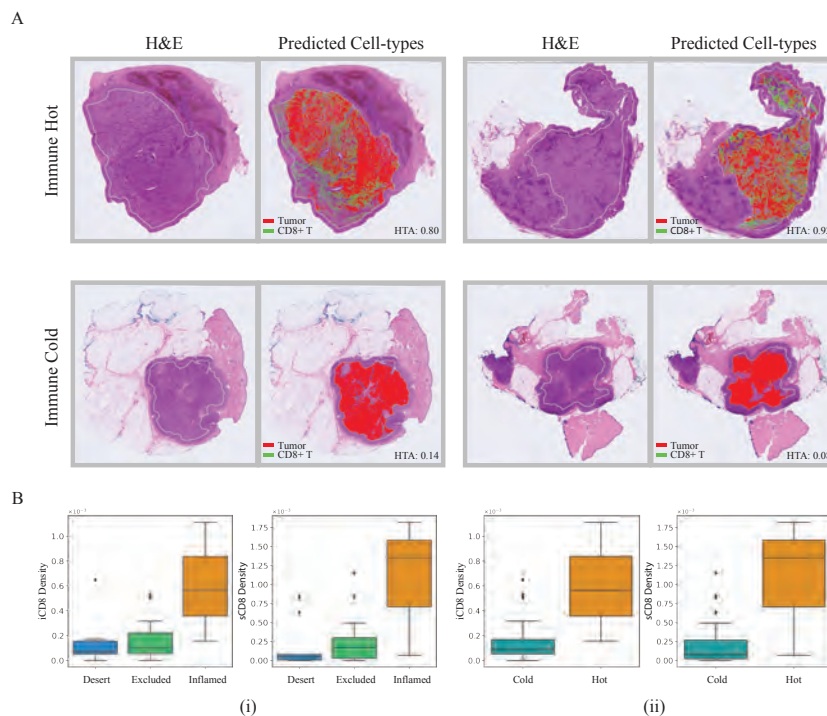 A
H&E
Predicted Cell-types
H&E
Predicted Cell-types
Immune Hot
Tumor
CD8+ T
HTA: 0.80
Tumor
CD8+ T
Immune Cold
Tumor
CD8+ T
HTA: 0.14
Tumor
CD8+ T
B
iCD8 Density
1.0
0.8
0.6
0.4
0.2
0.0
Desert
Excluded
Inflamed
sCD8 Density
1.75
1.50
1.25
1.00
0.75
0.50
0.25
0.00
Desert
Excluded
Inflamed
(i)
iCD8 Density
1.0
0.8
0.6
0.4
0.2
0.0
Cold
Hot
sCD8 Density
1.75
1.50
1.25
1.00
0.75
0.50
0.25
0.00
Cold
Hot
(ii)